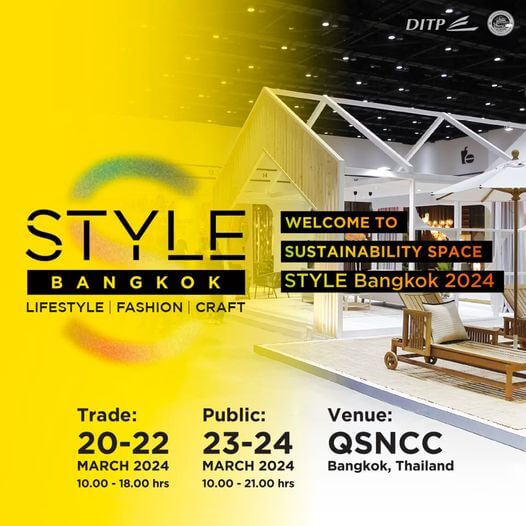 DITP
STYLE
BANGKOK
LIFESTYLE | FASHION | CRAFT
WELCOME TO
SUSTAINABILITY SPACE
STYLE Bangkok 2024
Trade:
20-22
MARCH 2024
10.00 - 18.00 hrs
Public:
23-24
MARCH 2024
10.00 - 21.00 hrs
Venue:
QSNCC
Bangkok, Thailand